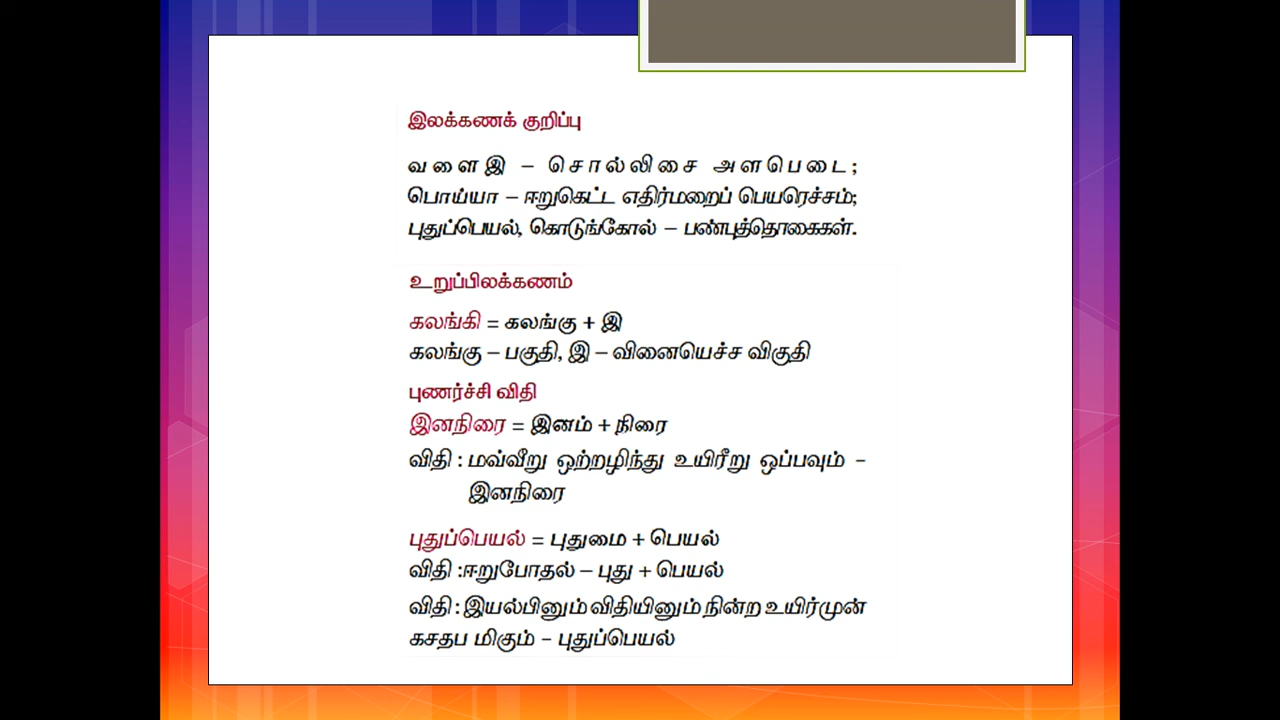 இலக்கணக் குறிப்பு
வளைஇ – சொல்லிசை அளபெடை;
பொய்யா – ஈறுகெட்ட எதிர்மறைப் பெயரெச்சம்;
புதுப்பெயல், கொடுங்கோல் – பண்புத்தொகைகள்.
உறுப்பிலக்கணம்
கலங்கி = கலங்கு + இ
கலங்கு – பகுதி, இ – வினையெச்ச விகுதி
புணர்ச்சி விதி
இனநிரை = இனம் + நிரை
விதி : மவ்வீறு ஒற்றழிந்து உயிரீறு ஒப்பவும் –
இனநிரை
புதுப்பெயல் = புதுமை + பெயல்
விதி :ஈறுபோதல் – புது + பெயல்
விதி : இயல்பினும் விதியினும் நின்ற உயிர்முன்
கசதப மிகும் – புதுப்பெயல்